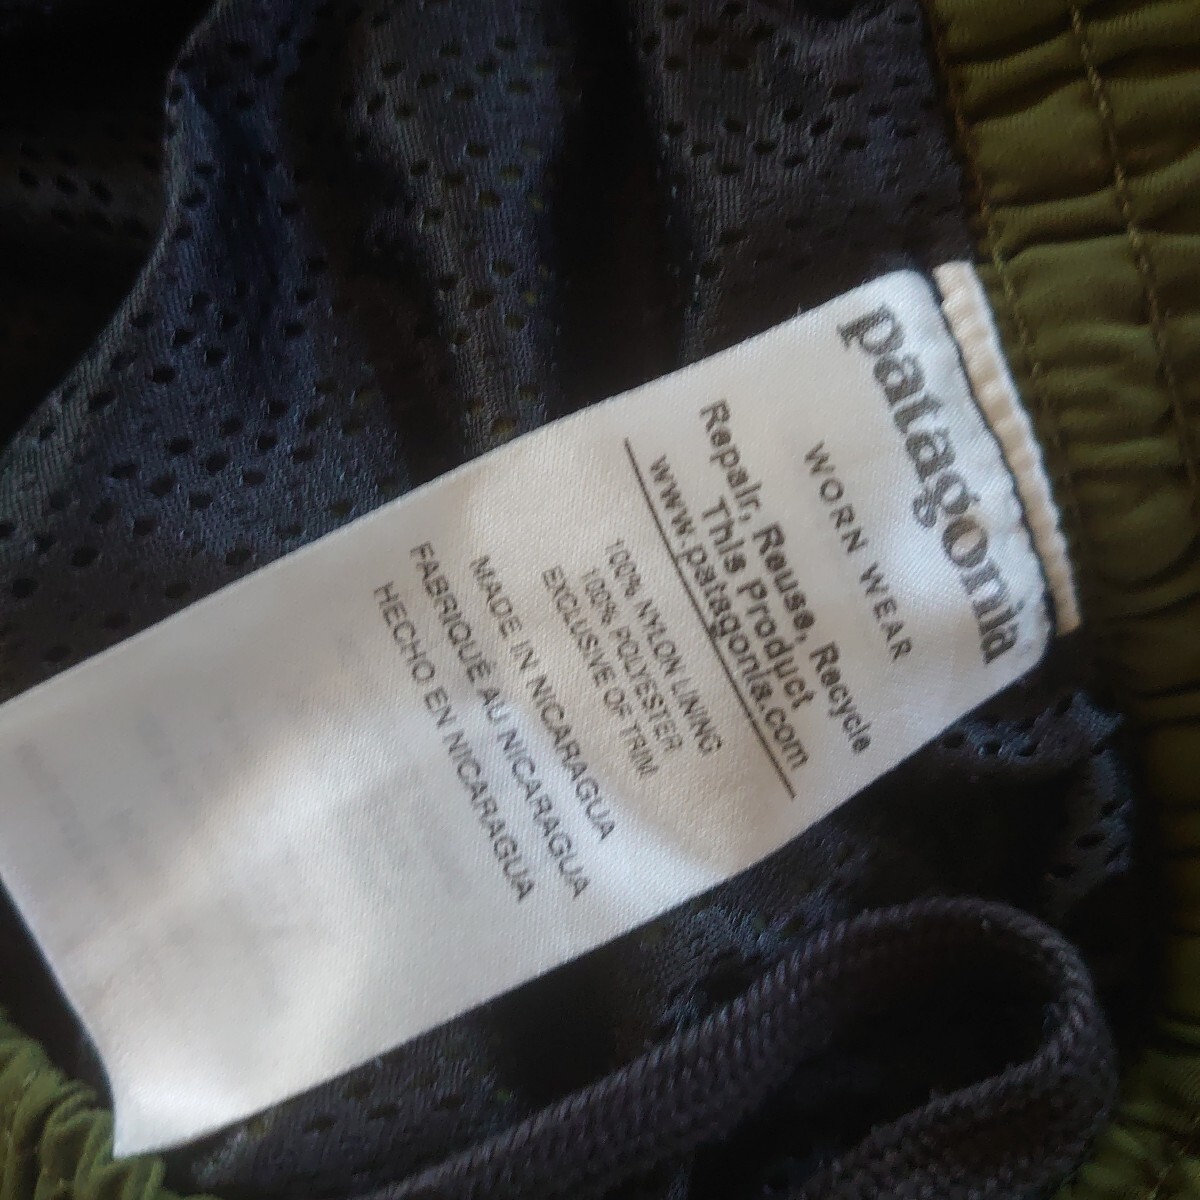 patagonia
WORN WEAR
Repair, Reuse, Recycle
This Product
www.patagonia.com
100% NYLON LINING
100% POLYESTER
EXCLUSIVE OF TRIM
MADE IN NICARAGUA
FABRIQUÉ AU NICARAGUA
HECHO EN NICARAGUA